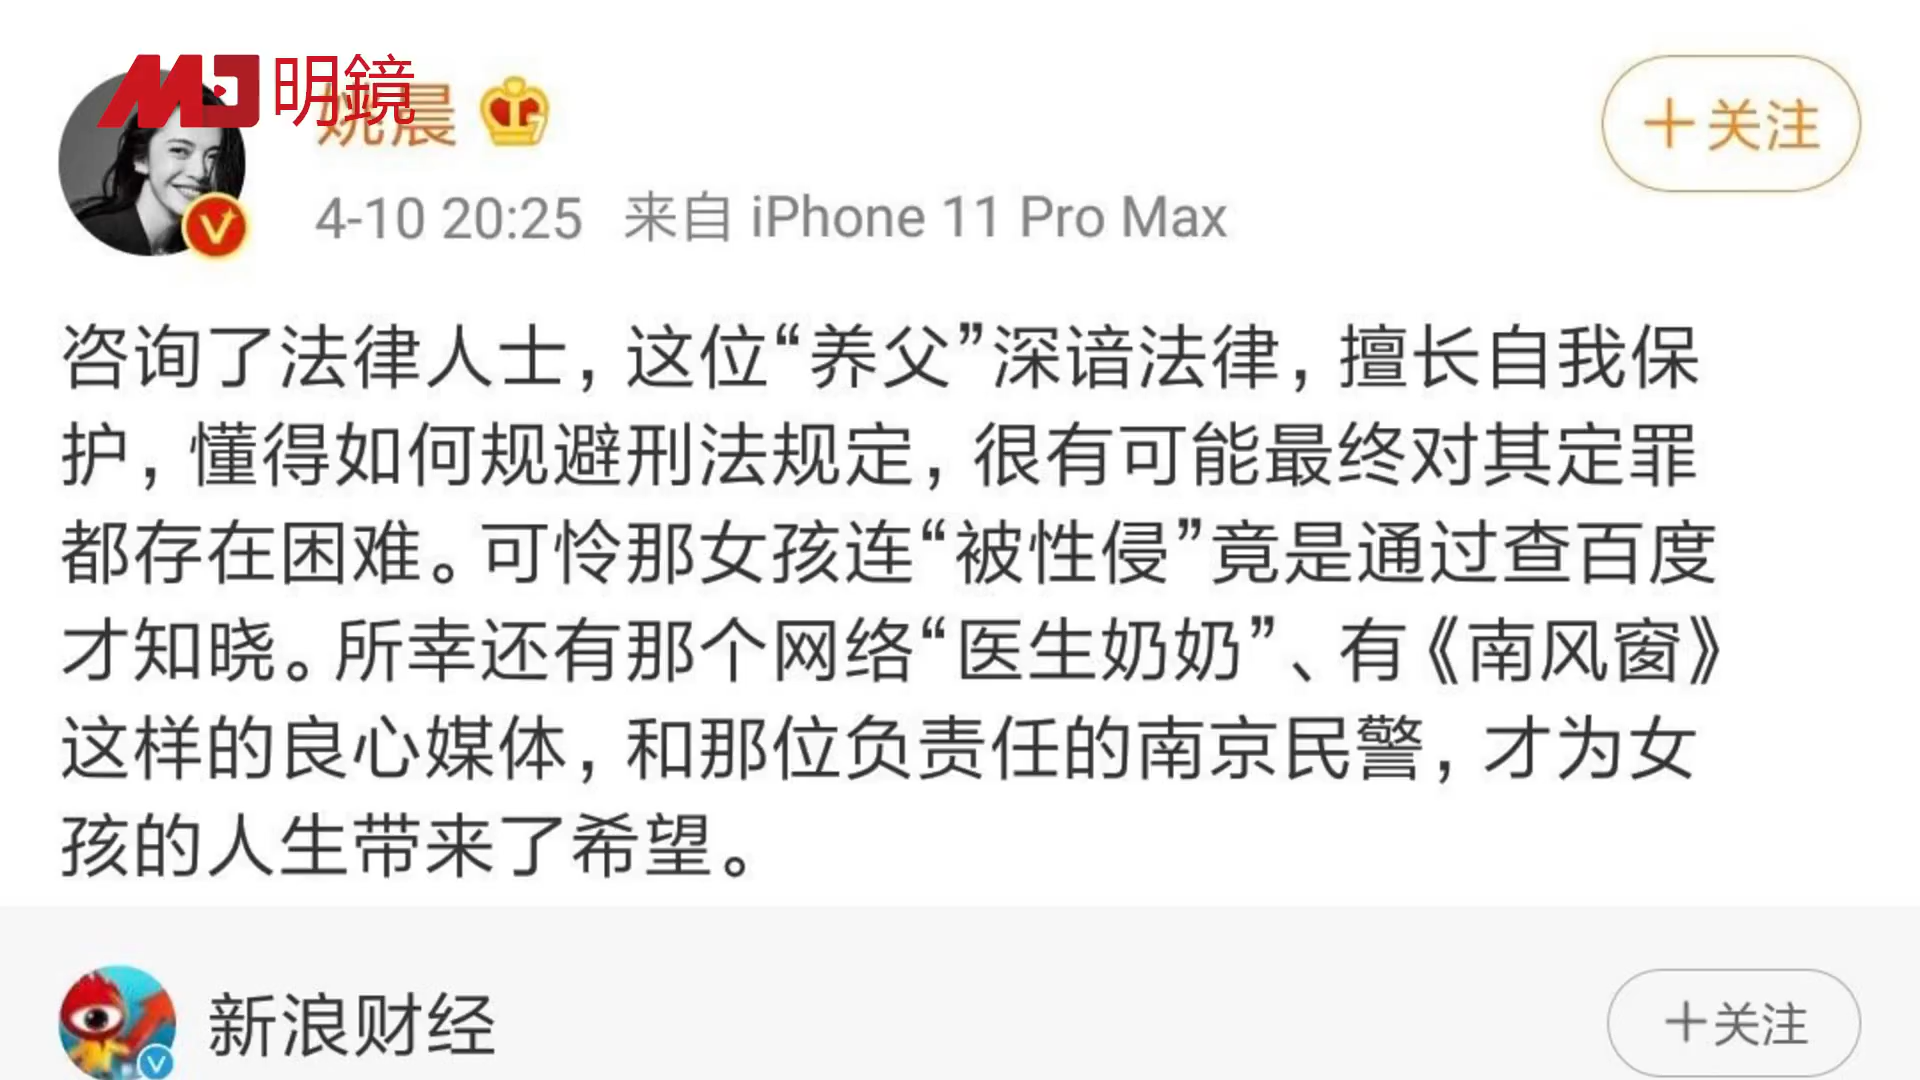 明鏡
姚晨
+关注
4-10 20:25 来自 iPhone 11 Pro Max
咨询了法律人士，这位“养父”深谙法律，擅长自我保
护，懂得如何规避刑法规定，很有可能最终对其定罪
都存在困难。可怜那女孩连“被性侵”竟是通过查百度
才知晓。所幸还有那个网络“医生奶奶”、有《南风窗》
这样的良心媒体，和那位负责任的南京民警，才为女
孩的人生带来了希望。
新浪财经
+关注